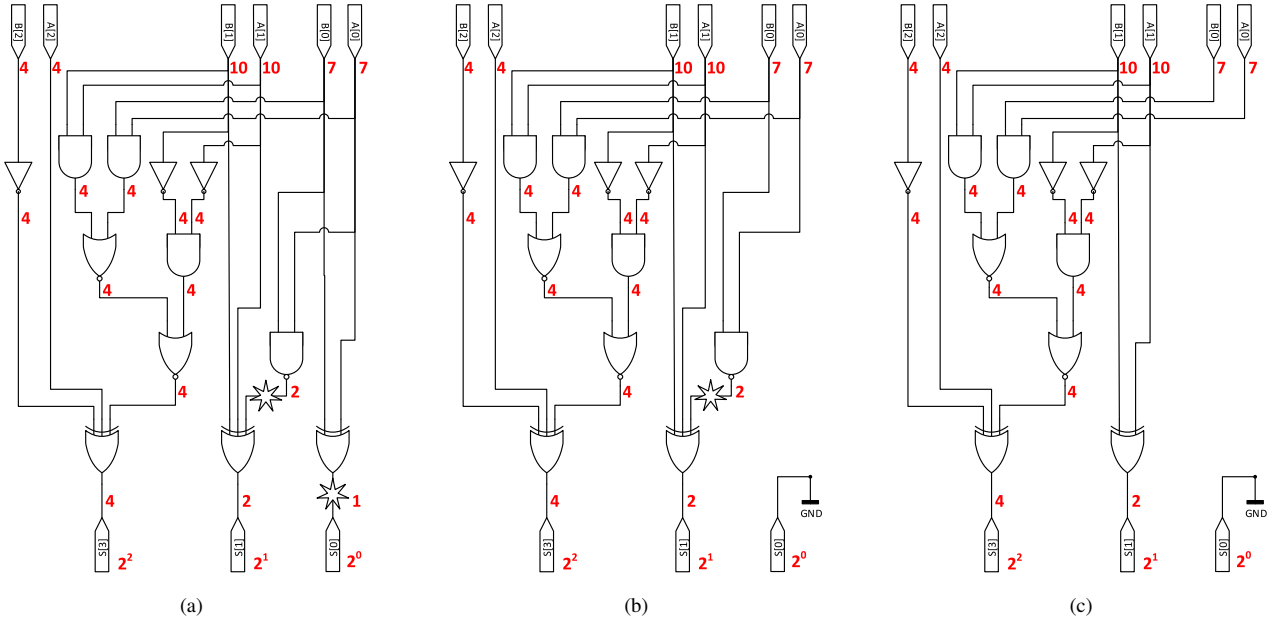 B[2] A[2] B[1] A[1] B[0] A[0] B[2] A[2] B[1] A[1] B[0] A[0] B[2] A[2] B[1] A[1] B[0] A[0]
4 4 10 10 7 7 4 4 10 10 7 7 4 4 10 10 7 7
4 4 4 4 4 4
4 4 4 4 4 4 4 4 4
4 4 4 4 4 4
4 2 4 2 4
4 2 1 4 2 4 2
GND GND
S[3] S[1] S[0] S[3] S[1] S[0] S[3] S[1] S[0]
2² 2¹ 2⁰ 2² 2¹ 2⁰ 2² 2¹ 2⁰
(a) (b) (c)